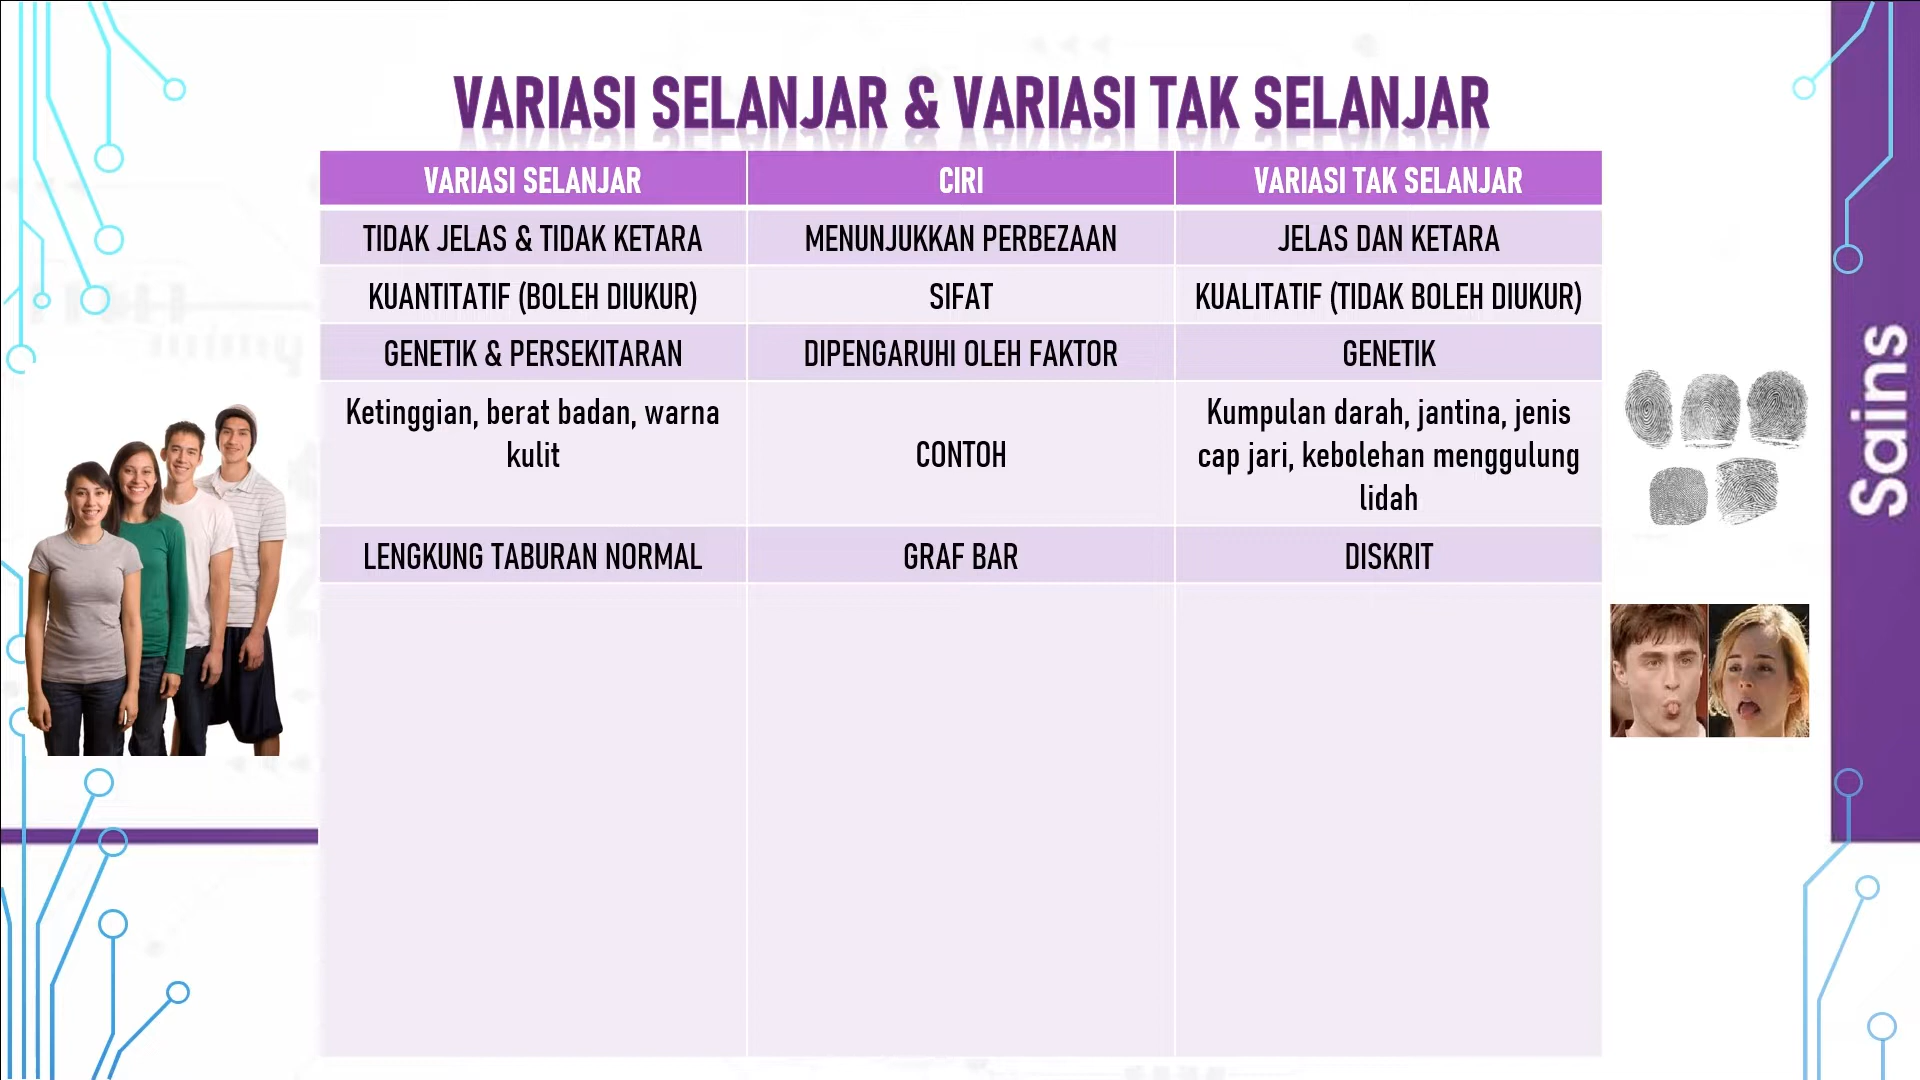 VARIASI SELANJAR & VARIASI TAK SELANJAR
VARIASI SELANJAR
CIRI
VARIASI TAK SELANJAR
TIDAK JELAS & TIDAK KETARA
MENUNJUKKAN PERBEZAAN
JELAS DAN KETARA
KUANTITATIF (BOLEH DIUKUR)
SIFAT
KUALITATIF (TIDAK BOLEH DIUKUR)
GENETIK & PERSEKITARAN
DIPENGARUHI OLEH FAKTOR
GENETIK
Ketinggian, berat badan, warna
kulit
CONTOH
Kumpulan darah, jantina, jenis
cap jari, kebolehan menggulung
lidah
LENGKUNG TABURAN NORMAL
GRAF BAR
DISKRIT
Sains